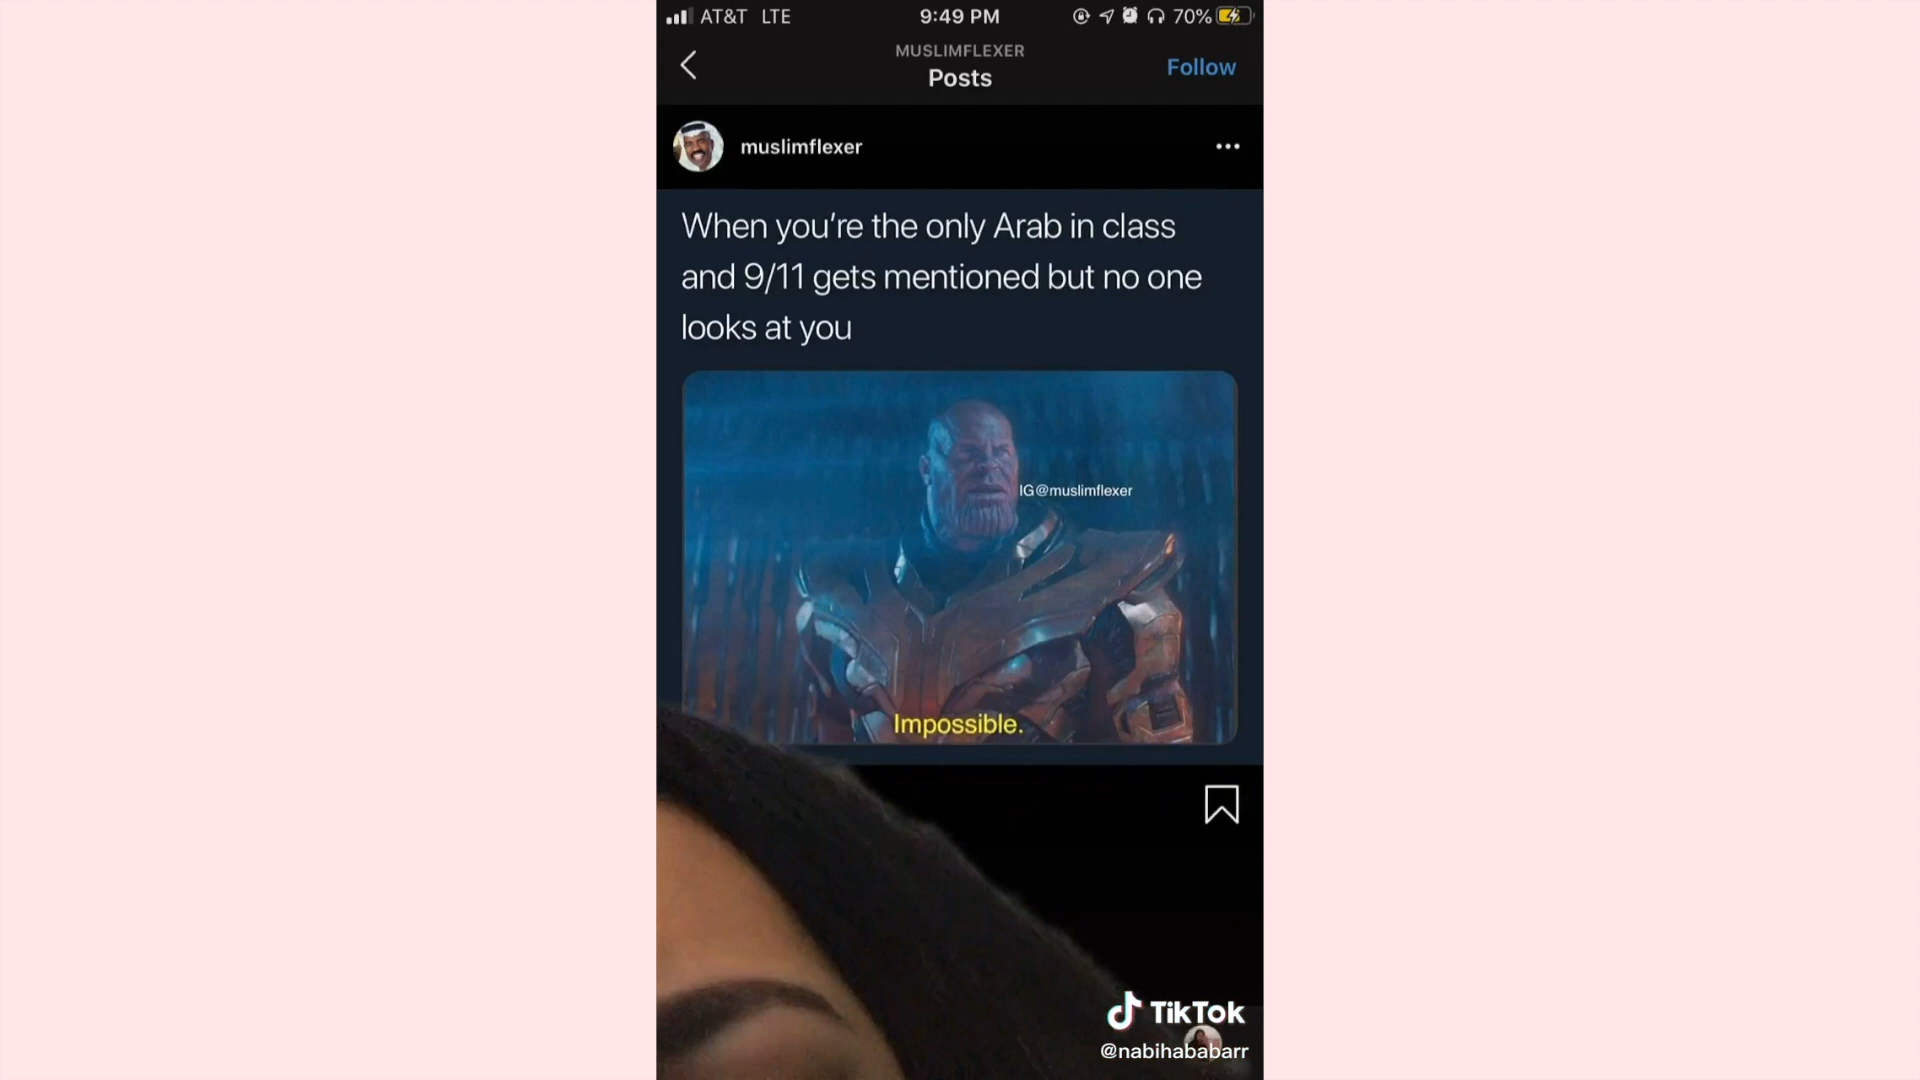 AT&T LTE 9:49 PM 70%
MUSLIMFLEXER
Posts
Follow
muslimflexer
When you're the only Arab in class
and 9/11 gets mentioned but no one
looks at you
IG@muslimflexer
Impossible.
TikTok
@nabihababarr